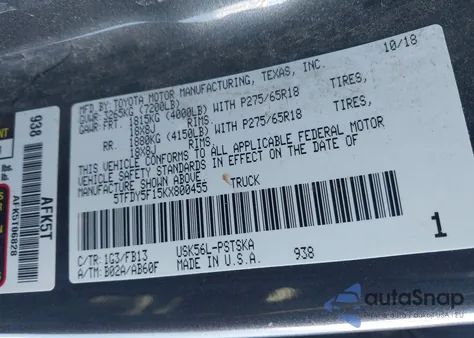 10/18
MFD.BY:TOYOTA MOTOR MANUFACTURING, TEXAS, INC.
GVWR 3265KG (7200LB)
GAWR: FRT. 1815KG (4000LB) WITH P275/65R18 TIRES,
18X8J RIMS
1880KG (4150LB) WITH P275/65R18 TIRES,
18X8J RIMS
THIS VEHICLE CONFORMS TO ALL APPLICABLE FEDERAL MOTOR
VEHICLE SAFETY STANDARDS IN EFFECT ON THE DATE OF
MANUFACTURE SHOWN ABOVE.
5TFDY5F15KX800455 TRUCK
C/TR: 1G3/FB13 USK56L-PSTSKA
A/TM: B02A/AB60F MADE IN U.S.A. 938
1
938
AFK5T
AFK5T06828
autaSnap